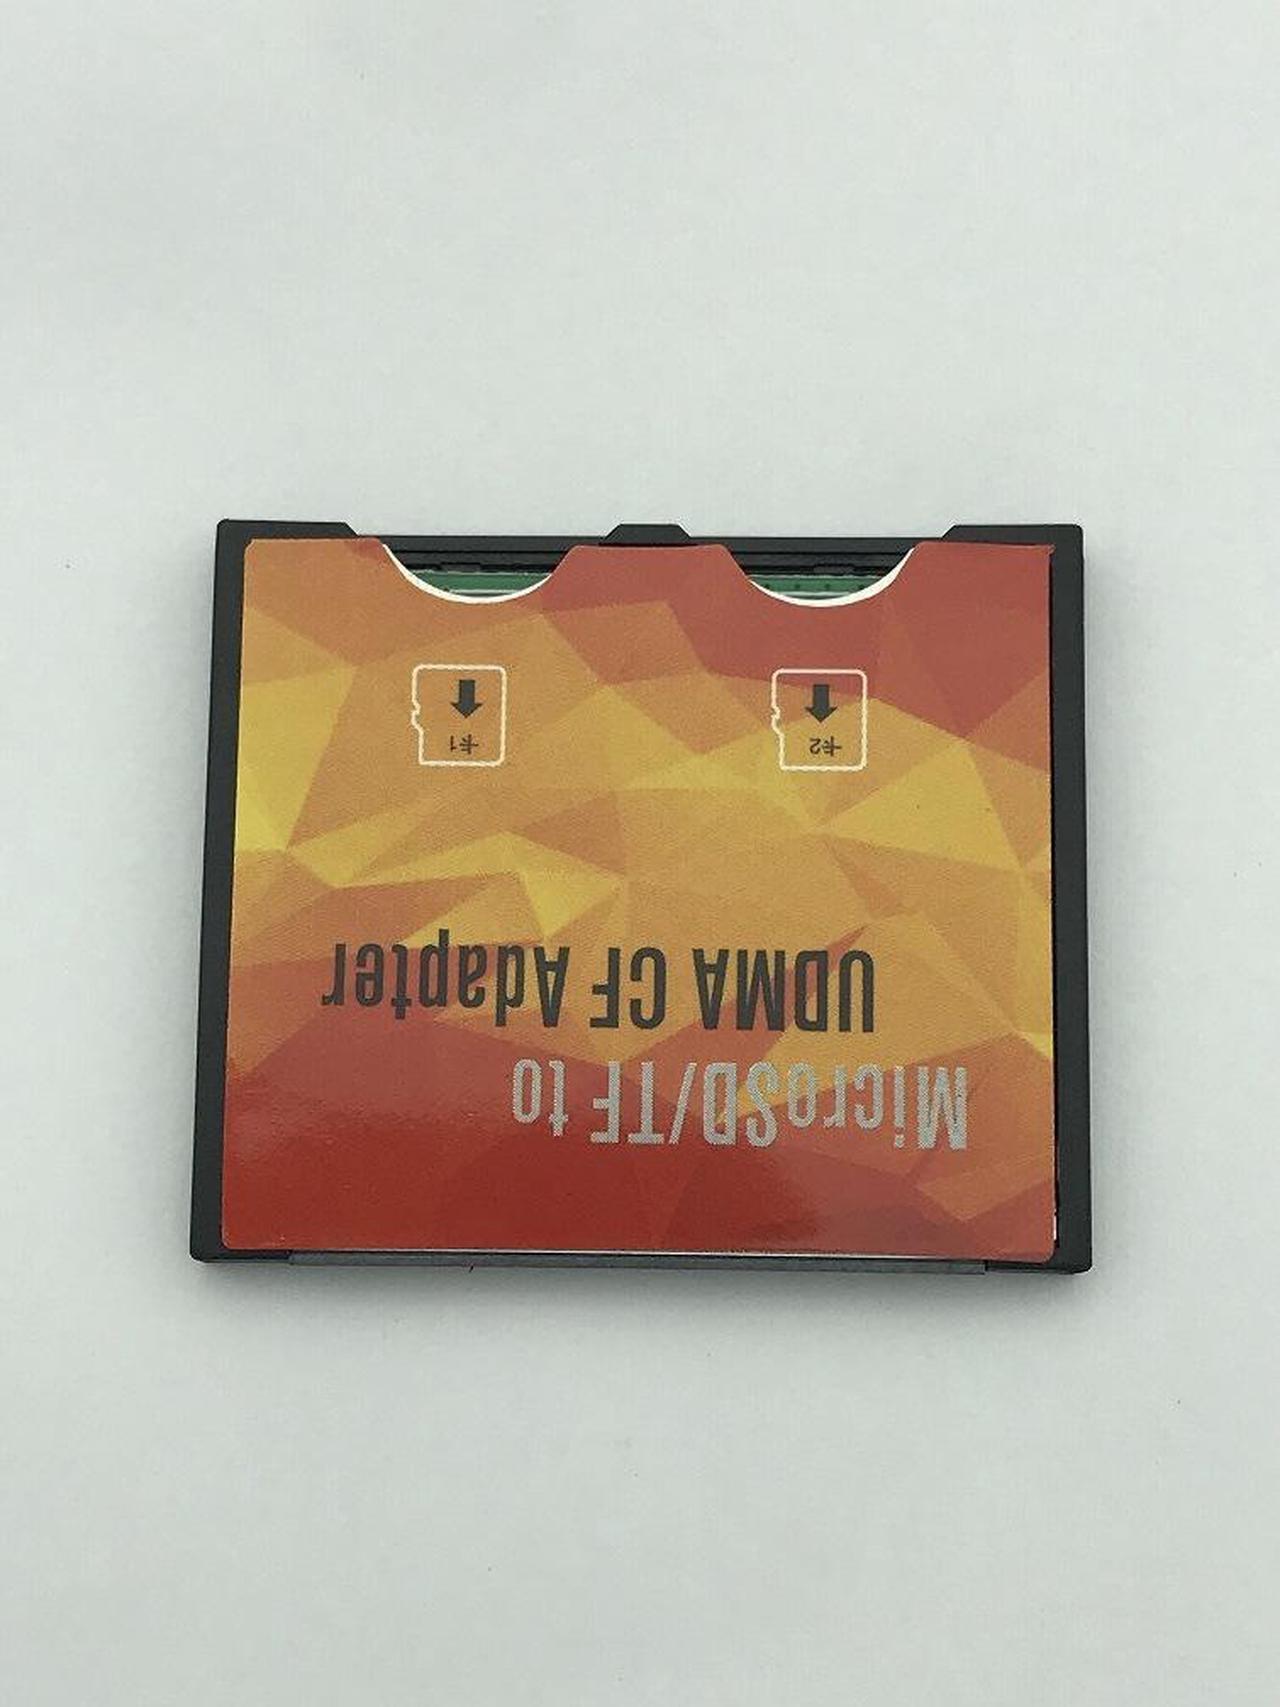 MicroSD/TF to
UDMA CF Adapter
卡2
卡1